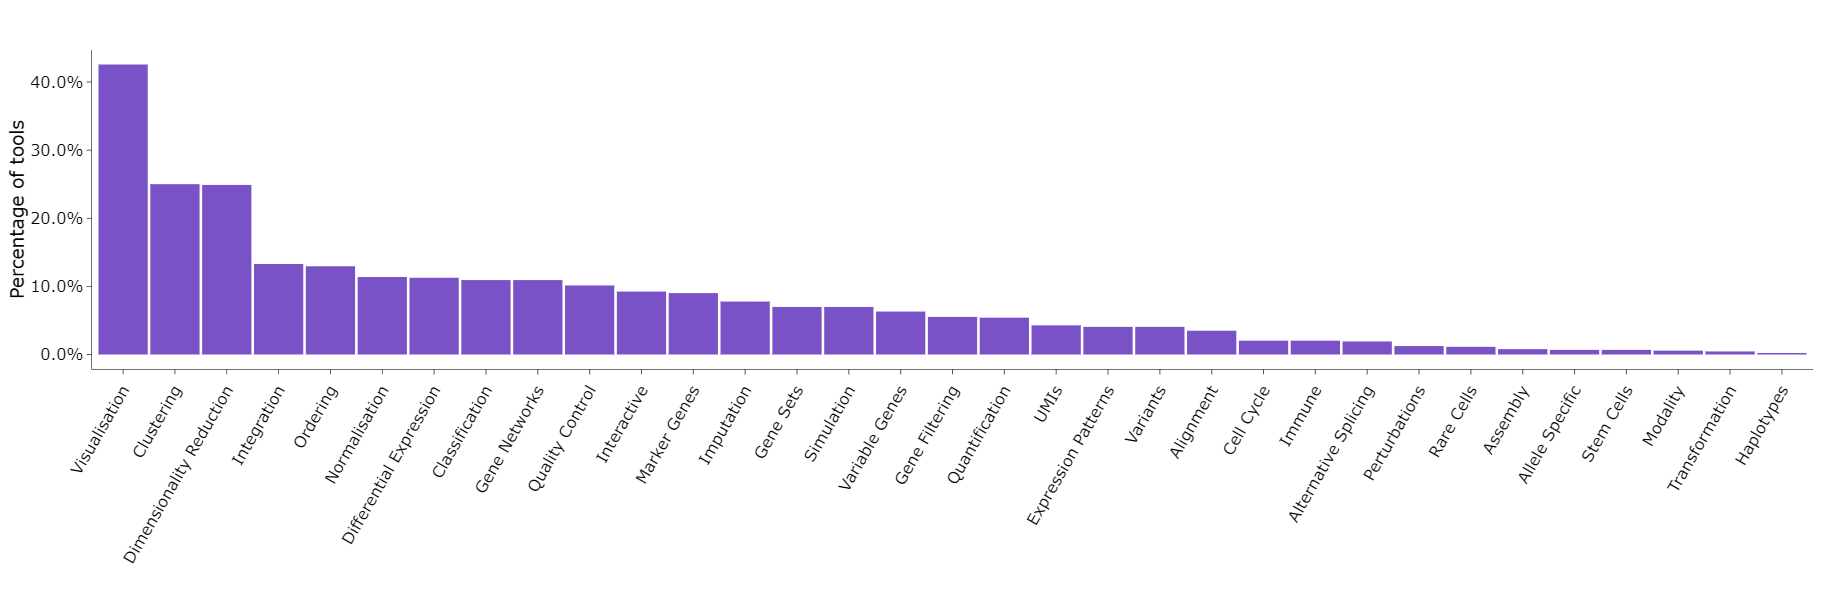 Percentage of tools
40.0%
30.0%
20.0%
10.0%
0.0%
Visualisation
Clustering
Dimensionality Reduction
Integration
Ordering
Normalisation
Differential Expression
Classification
Gene Networks
Quality Control
Interactive
Marker Genes
Imputation
Gene Sets
Simulation
Variable Genes
Gene Filtering
Quantification
UMIs
Expression Patterns
Variants
Alignment
Cell Cycle
Immune
Alternative Splicing
Perturbations
Rare Cells
Assembly
Allele Specific
Stem Cells
Modality
Transformation
Haplotypes